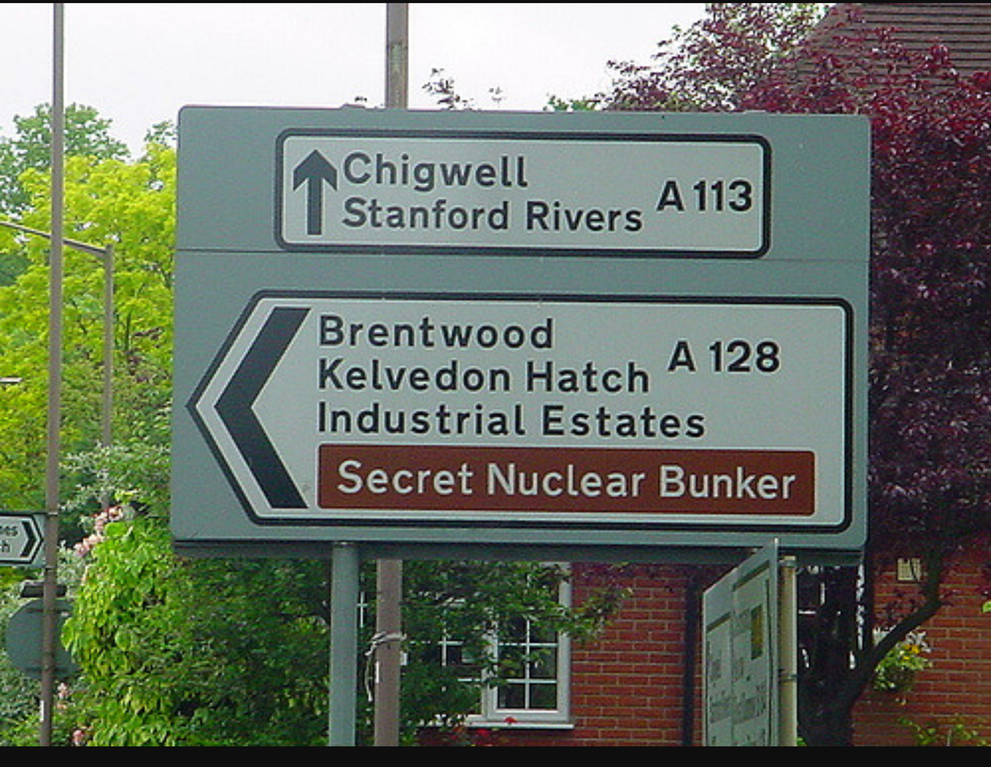 Chigwell
Stanford Rivers
A 113
Brentwood
Kelvedon Hatch
A 128
Industrial Estates
Secret Nuclear Bunker